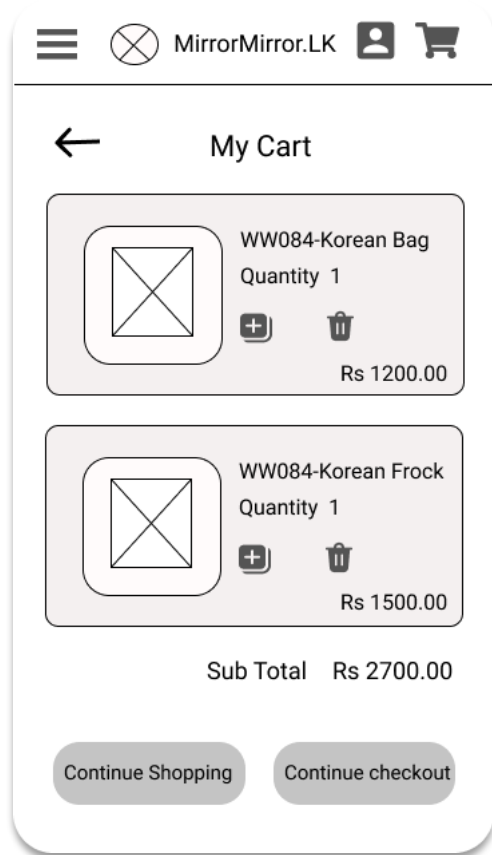 MirrorMirror.LK
My Cart
WW084-Korean Bag
Quantity 1
Rs 1200.00
WW084-Korean Frock
Quantity 1
Rs 1500.00
Sub Total Rs 2700.00
Continue Shopping
Continue checkout